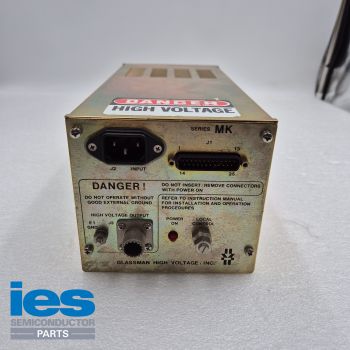 DANGER
HIGH VOLTAGE
SERIES MK
J1
J2 INPUT
1 13
14 25
DANGER!
DO NOT OPERATE WITHOUT
GOOD EXTERNAL GROUND.
DO NOT INSERT/REMOVE CONNECTORS
WITH POWER ON
REFER TO INSTRUCTION MANUAL
FOR INSTALLATION AND OPERATION
PROCEDURES
HIGH VOLTAGE OUTPUT
E1
GND
POWER
ON
LOCAL
CONTROL
GLASSMAN HIGH VOLTAGE, INC.
ies
SEMICONDUCTOR
PARTS